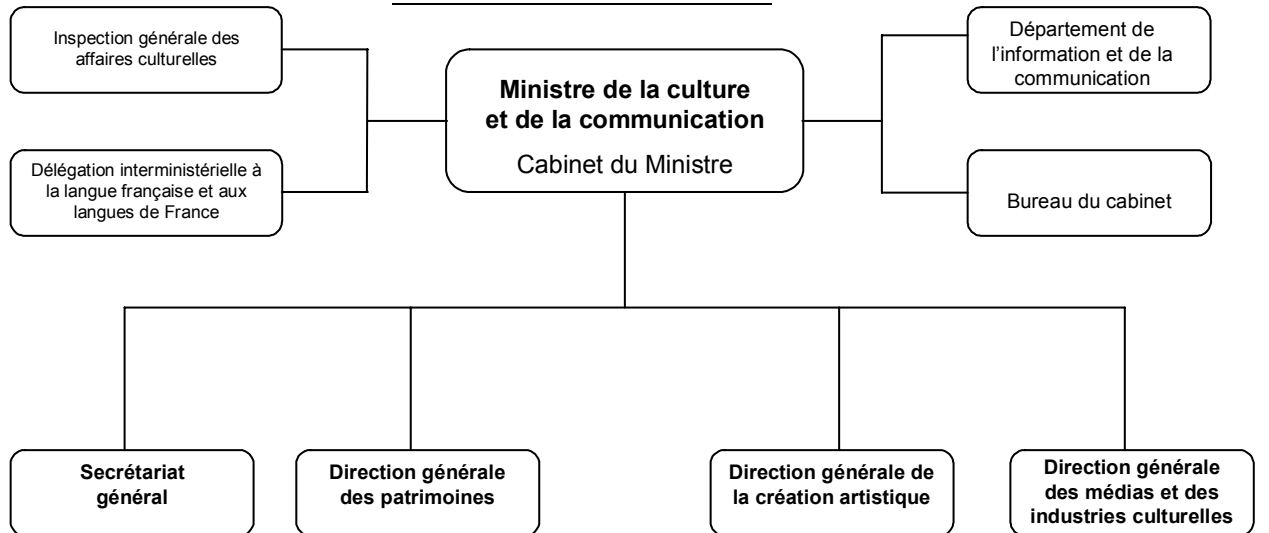 Inspection générale des
affaires culturelles
Ministre de la culture
et de la communication
Cabinet du Ministre
Département de
l’information et de la
communication
Délégation interministérielle à
la langue française et aux
langues de France
Bureau du cabinet
Secrétariat
général
Direction générale
des patrimoines
Direction générale de
la création artistique
Direction générale
des médias et des
industries culturelles